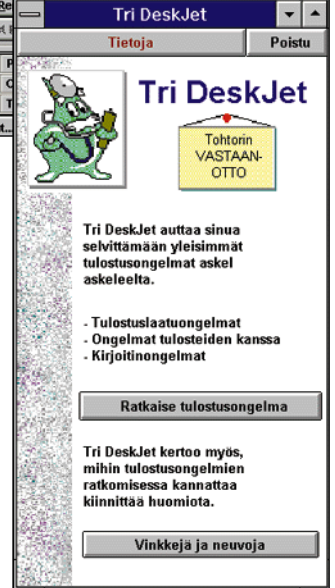 Tri DeskJet
Tietoja
Poistu
Tri DeskJet
Tohtorin
VASTAAN-
OTTO
Tri DeskJet auttaa sinua
selvittämään yleisimmät
tulostusongelmat askel
askeleelta.
- Tulostuslaatuongelmat
- Ongelmat tulosteiden kanssa
- Kirjoitinongelmat
Ratkaise tulostusongelma
Tri DeskJet kertoo myös,
mihin tulostusongelmien
ratkomisessa kannattaa
kiinnittää huomiota.
Vinkkejä ja neuvoja